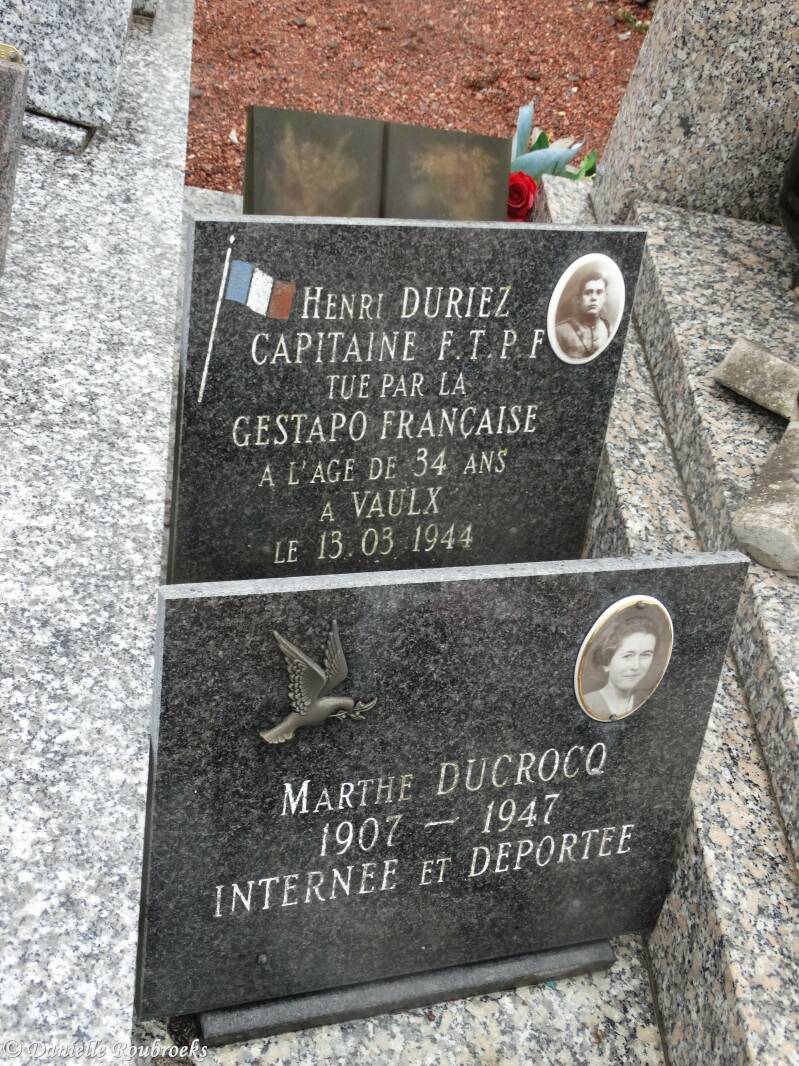 HENRI DURIEZ
CAPITAINE F.T.P.F
TUE PAR LA
GESTAPO FRANÇAISE
A L'AGE DE 34 ANS
A VAULX
LE 13.03 1944
MARTHE DUCROCQ
1907 – 1947
INTERNEE ET DEPORTEE
© Danielle Roubroeks